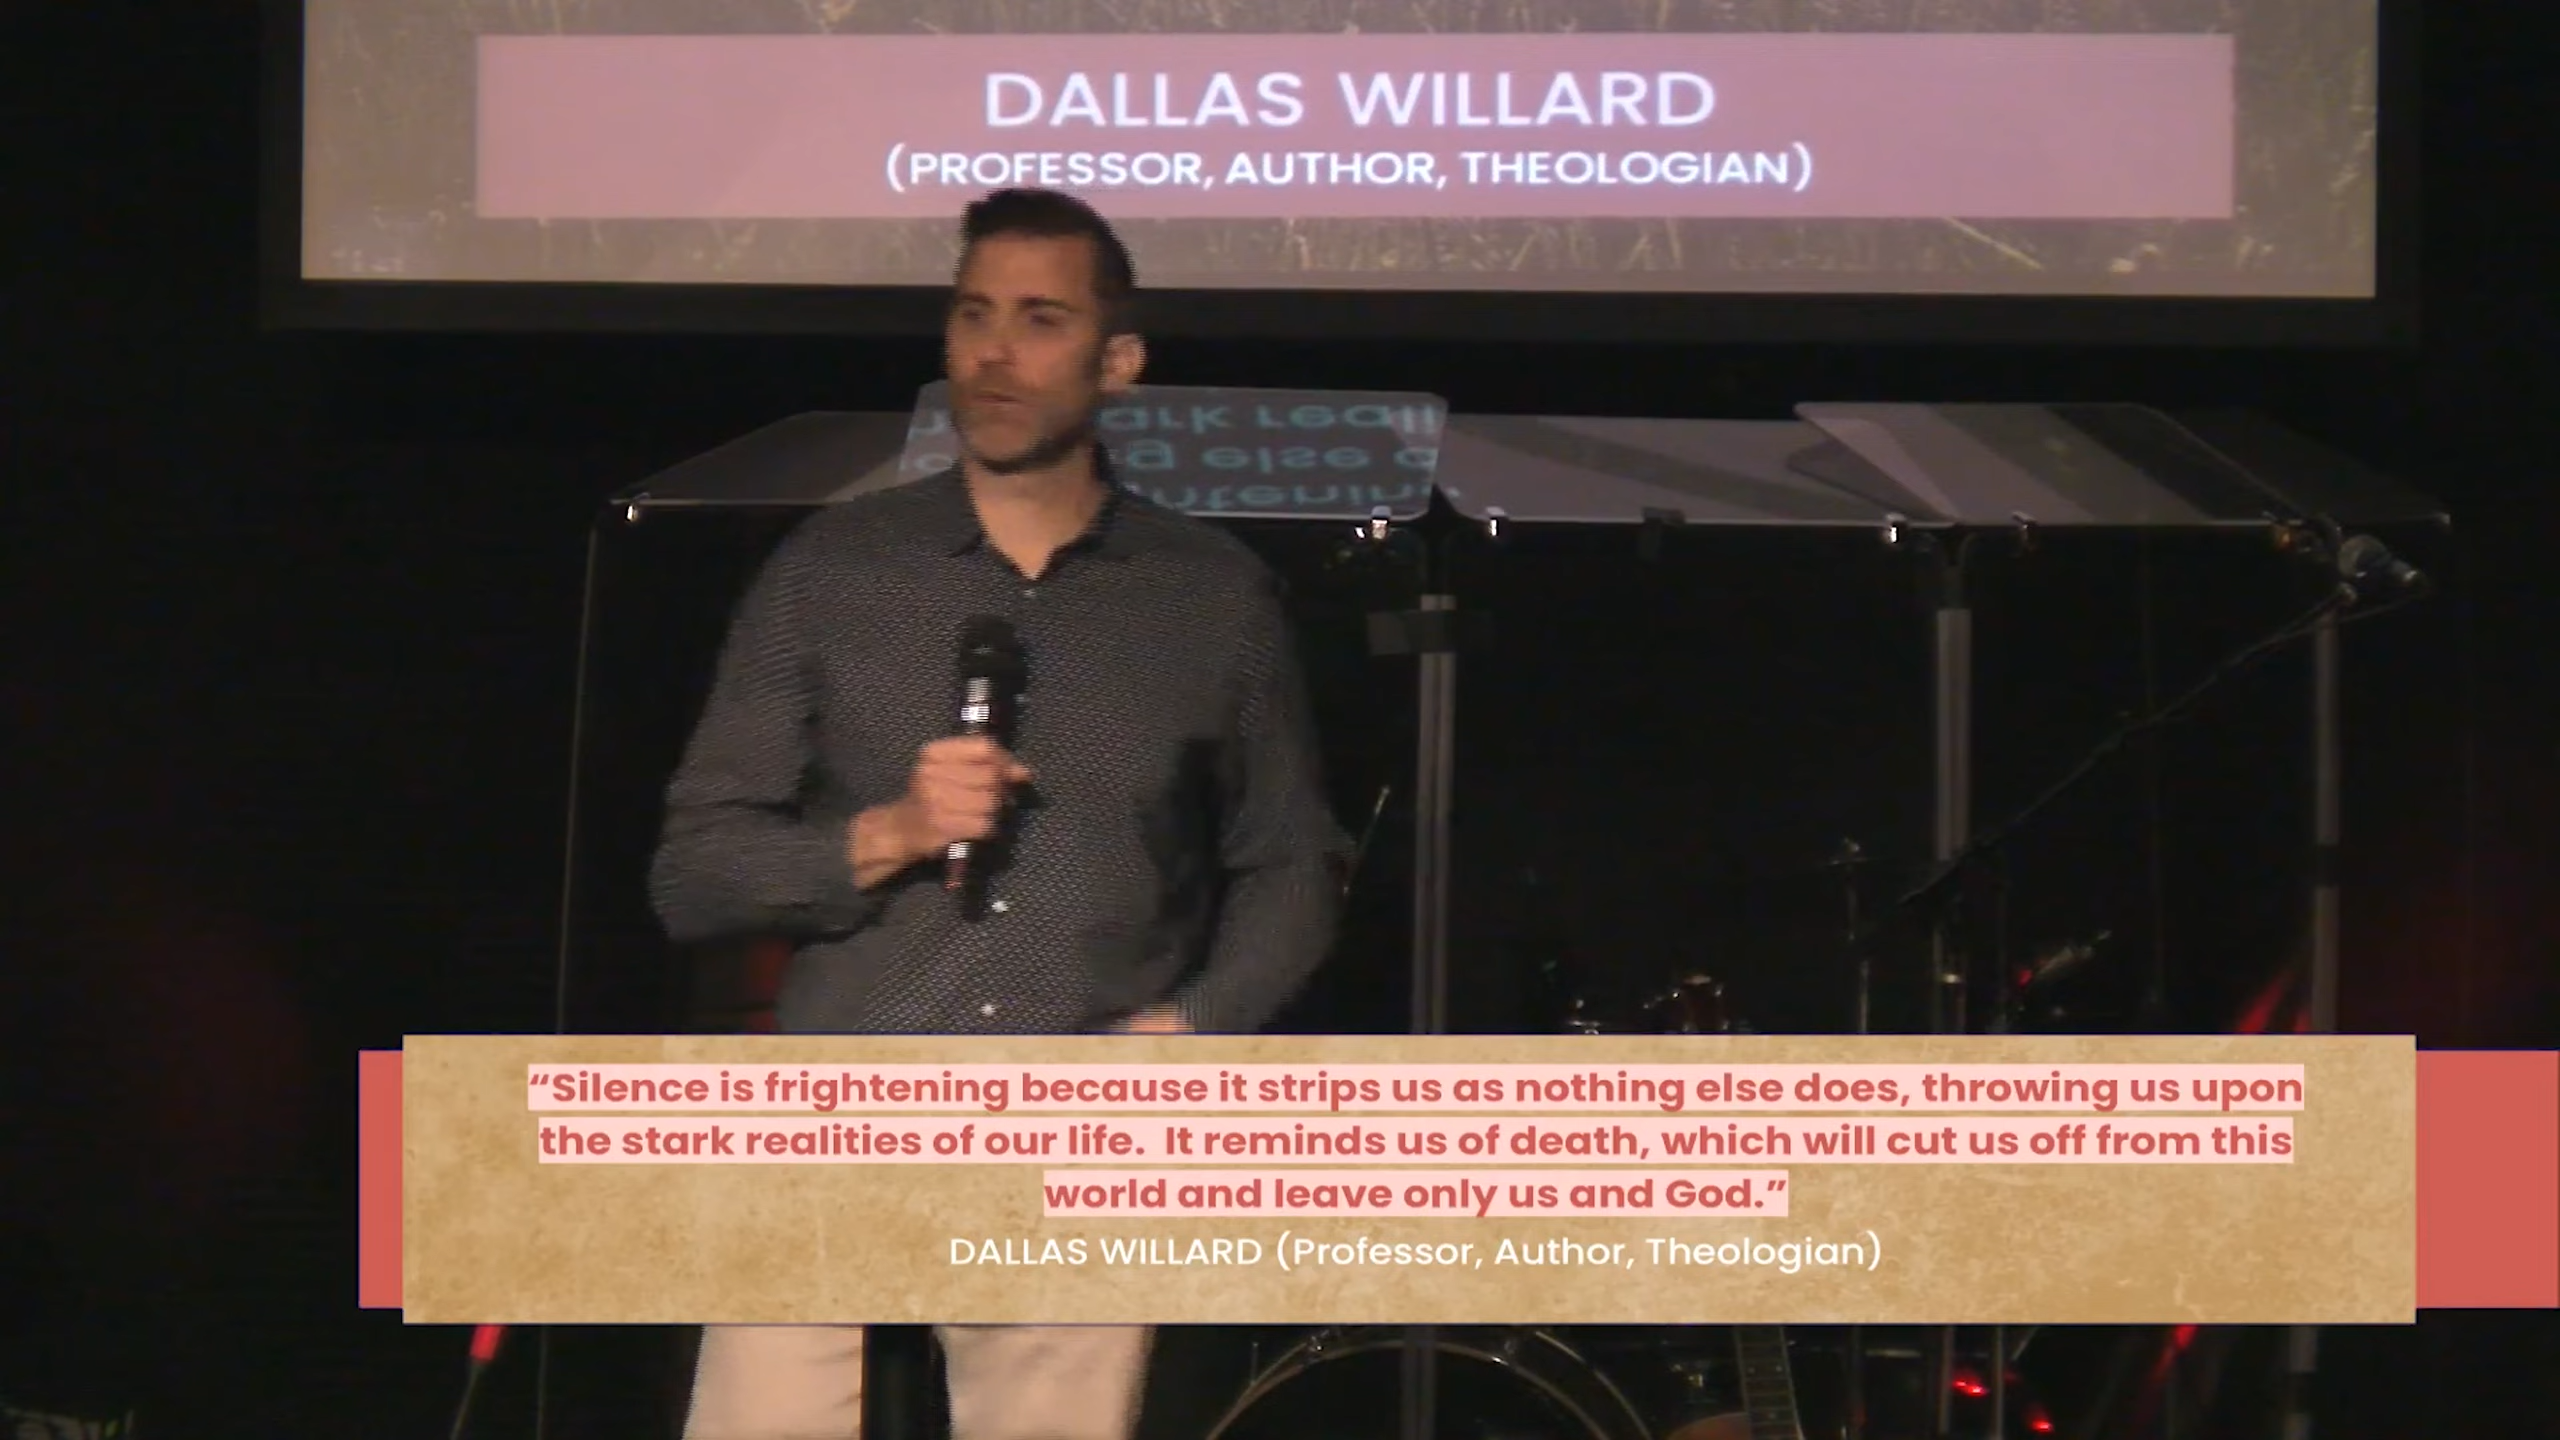 DALLAS WILLARD
(PROFESSOR, AUTHOR, THEOLOGIAN)
“Silence is frightening because it strips us as nothing else does, throwing us upon
the stark realities of our life.  It reminds us of death, which will cut us off from this
world and leave only us and God.”
DALLAS WILLARD (Professor, Author, Theologian)